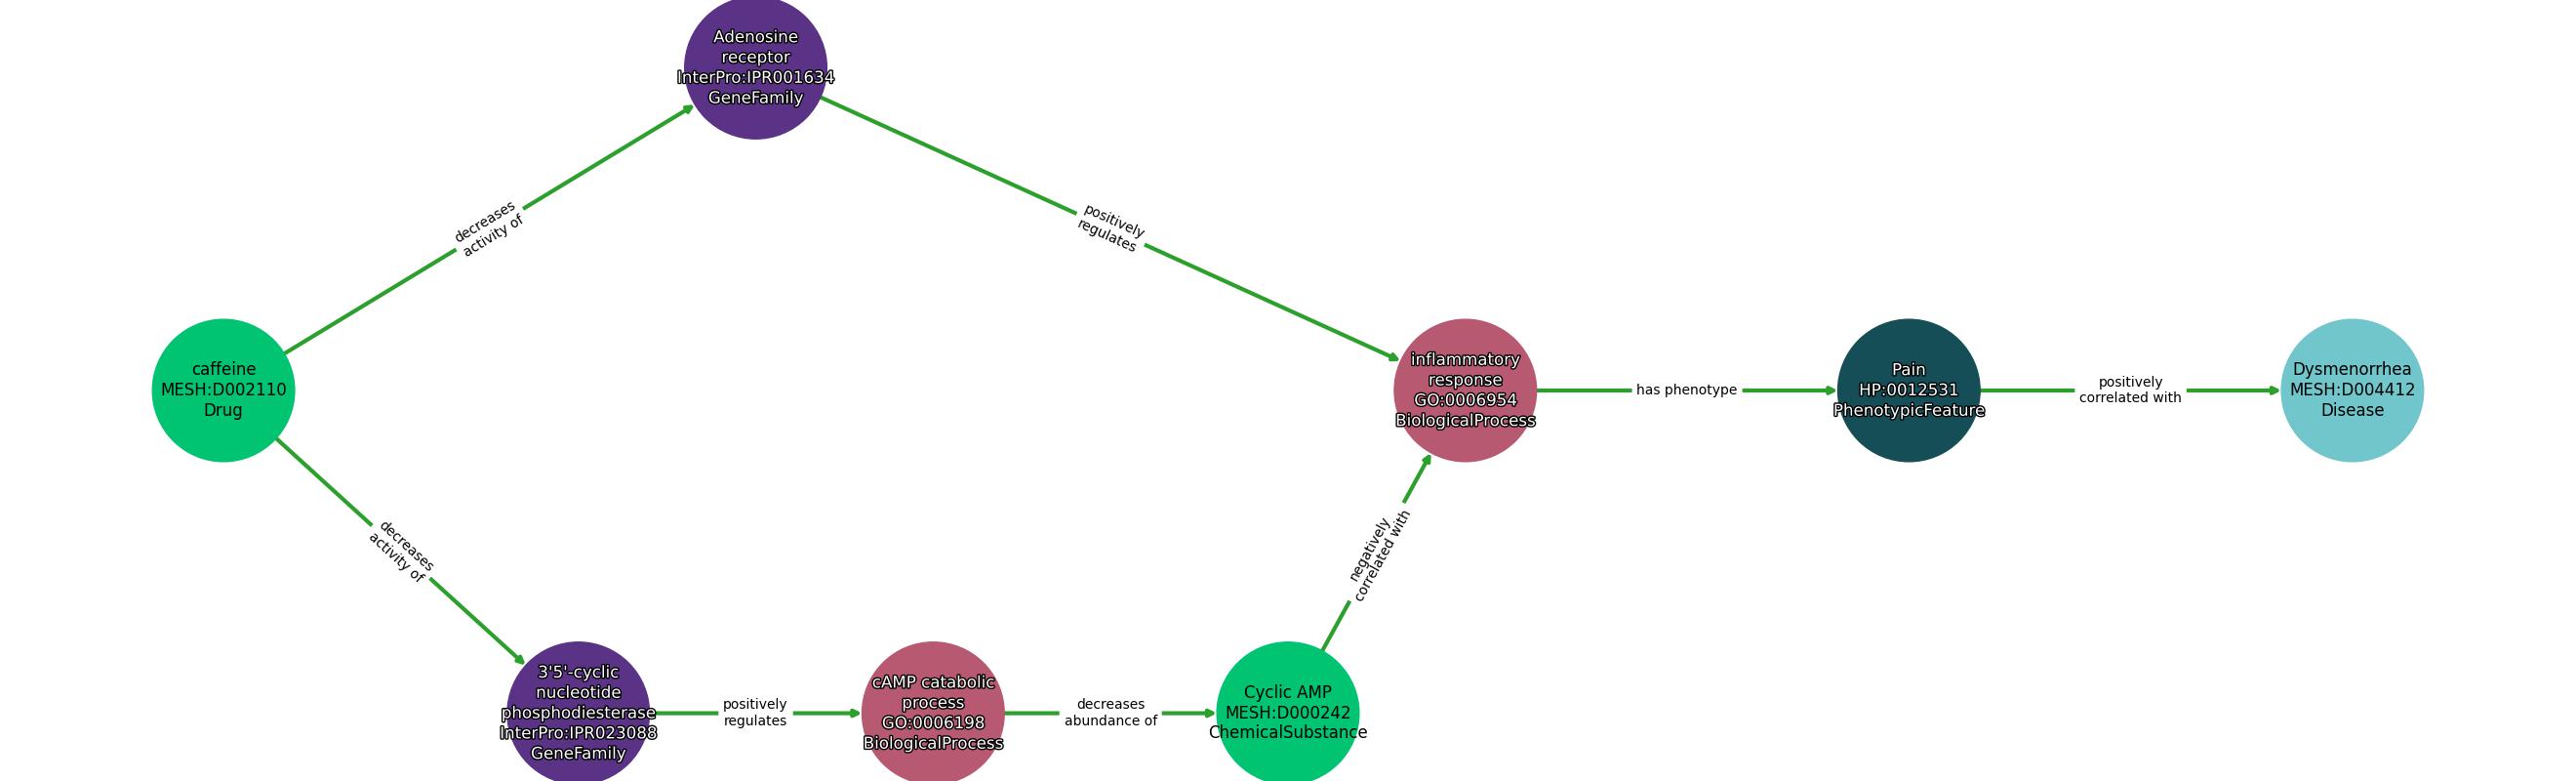 Adenosine
receptor
InterPro:IPR001634
GeneFamily
decreases
activity of
positively
regulates
caffeine
MESH:D002110
Drug
inflammatory
response
GO:0006954
BiologicalProcess
has phenotype
Pain
HP:0012531
PhenotypicFeature
positively
correlated with
Dysmenorrhea
MESH:D004412
Disease
decreases
activity of
negatively
correlated with
3'5'-cyclic
nucleotide
phosphodiesterase
InterPro:IPR023088
GeneFamily
positively
regulates
cAMP catabolic
process
GO:0006198
BiologicalProcess
decreases
abundance of
Cyclic AMP
MESH:D000242
ChemicalSubstance